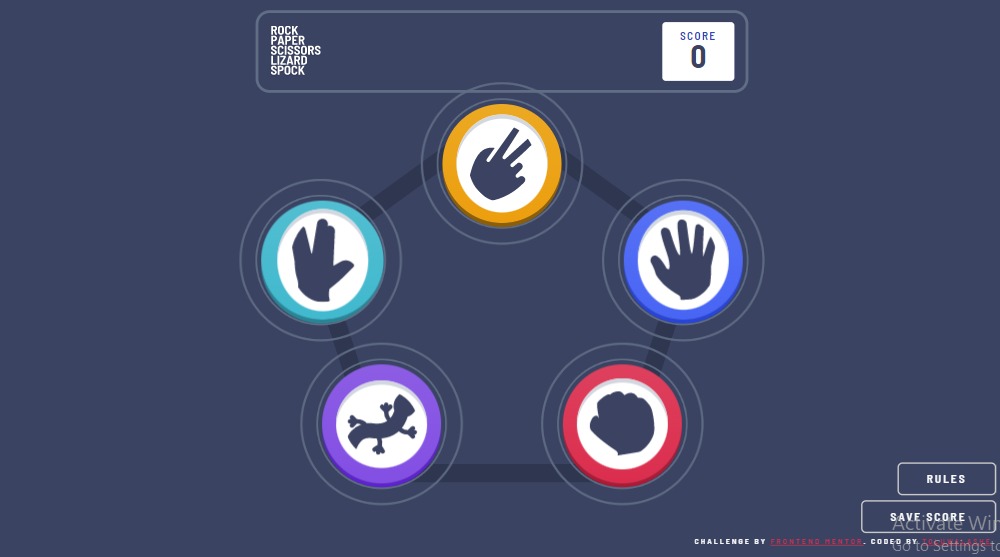 ROCK
PAPER
SCISSORS
LIZARD
SPOCK
SCORE
0
RULES
SAVE SCORE
Activate Win
CHALLENGE BY FRONTEND MENTOR. CODED BY
Go to Settings to